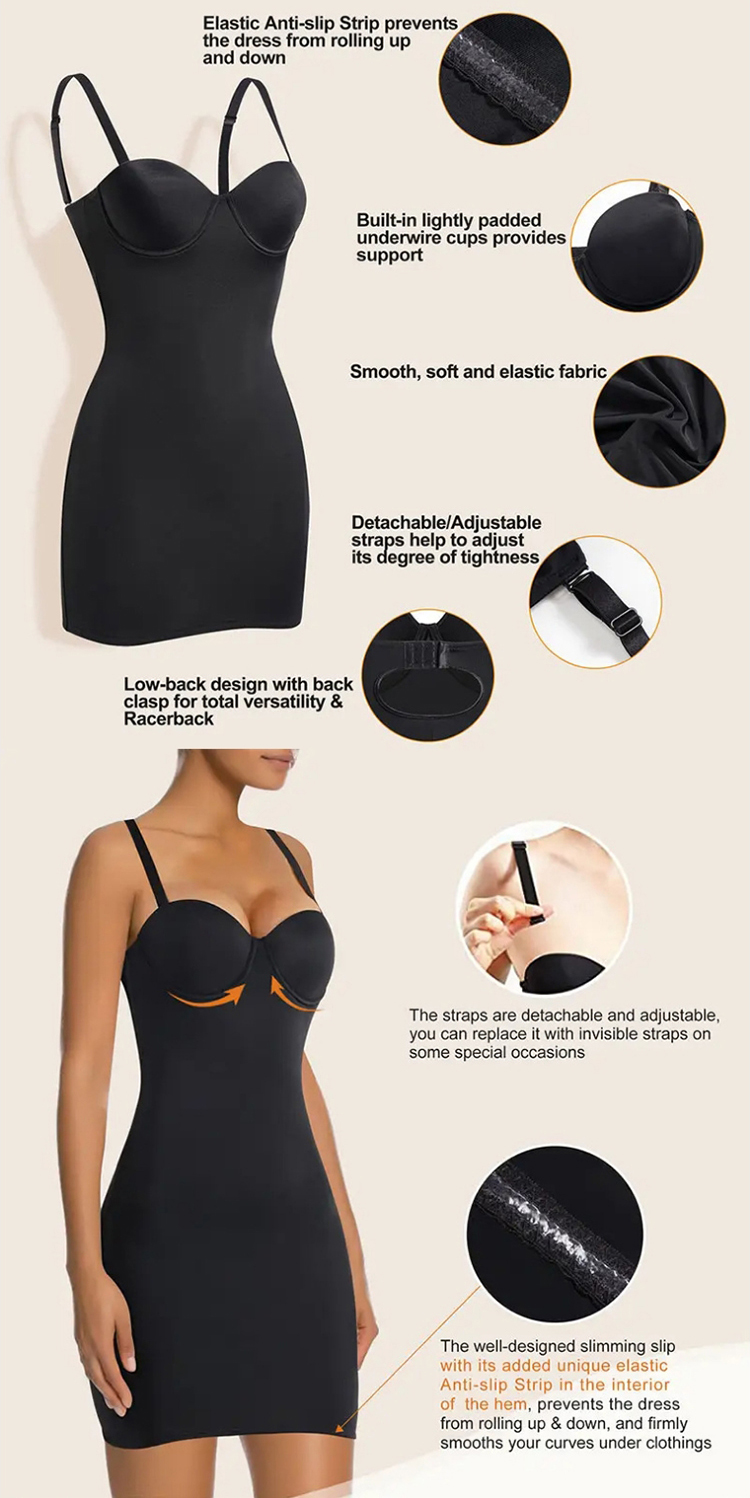 Elastic Anti-slip Strip prevents
the dress from rolling up
and down
Built-in lightly padded
underwire cups provides
support
Smooth, soft and elastic fabric
Detachable/Adjustable
straps help to adjust
its degree of tightness
Low-back design with back
clasp for total versatility &
Racerback
The straps are detachable and adjustable,
you can replace it with invisible straps on
some special occasions
The well-designed slimming slip
with its added unique elastic
Anti-slip Strip in the interior
of the hem, prevents the dress
from rolling up & down, and firmly
smooths your curves under clothings